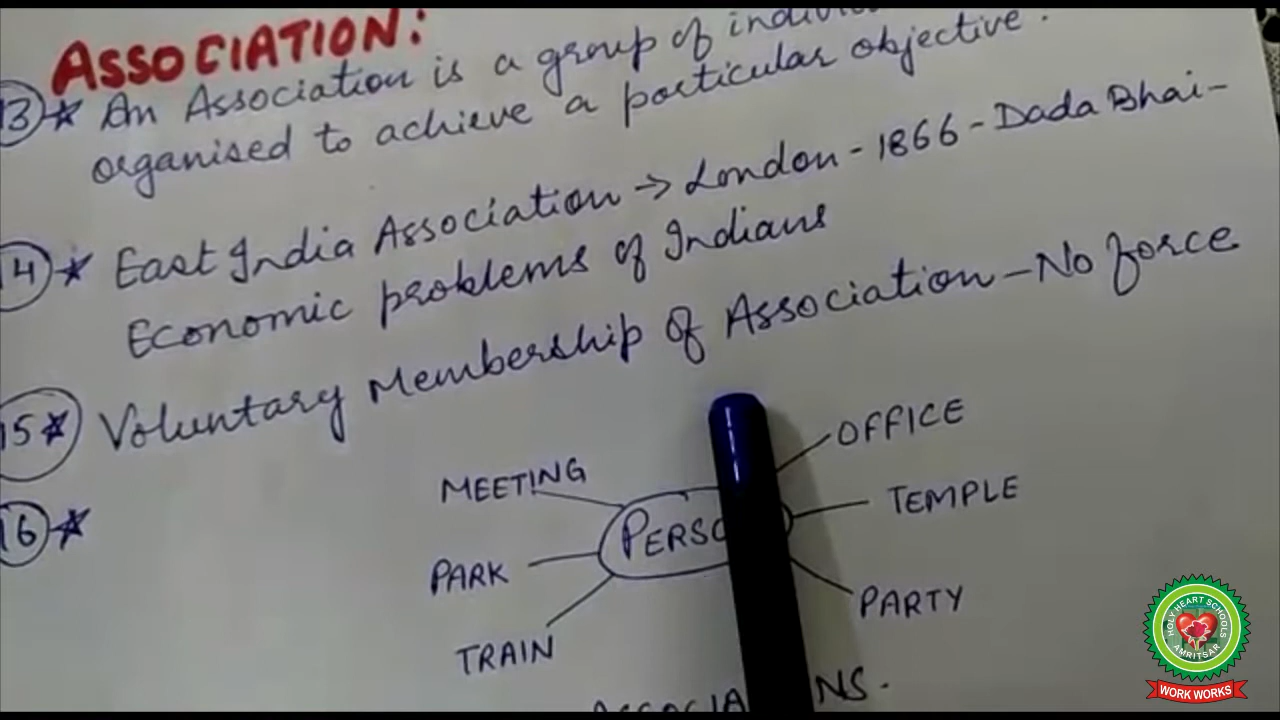 ASSOCIATION:
13 * An Association is a group of
organised to achieve a particular objective.
14 * East India Association → London - 1866 - Dada Bhai -
Economic problems of Indians
15 * Voluntary Membership of Association - No force
16 *
OFFICE
MEETING
TEMPLE
PARK
PARTY
TRAIN
HOLY HEART SCHOOLS
AMRITSAR
WORK WORKS